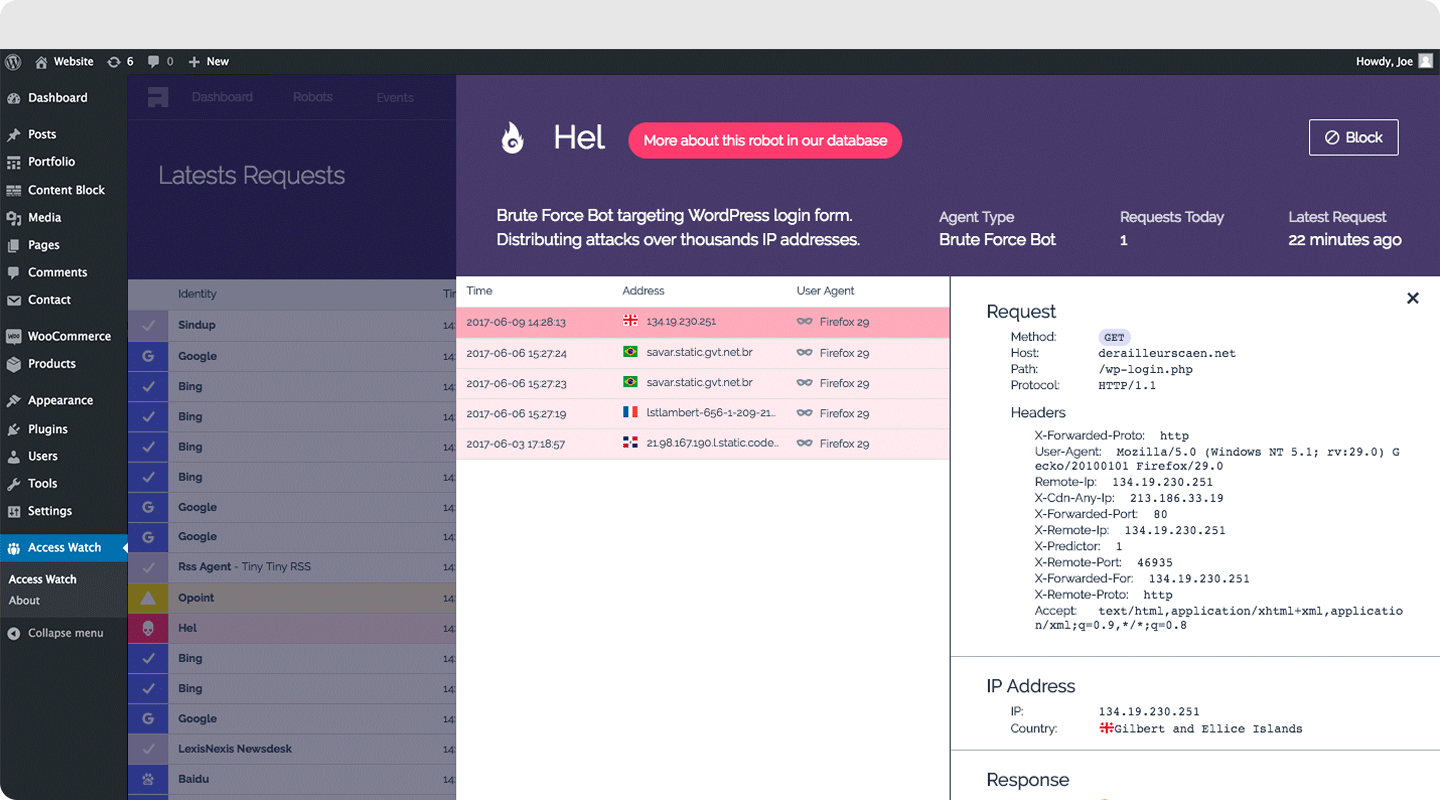 Website 6 0 New Howdy, Joe
Dashboard
Posts
Portfolio
Content Block
Media
Pages
Comments
Contact
WooCommerce
Products
Appearance
Plugins
Users
Tools
Settings
Access Watch
Access Watch
About
Collapse menu
Dashboard Robots Events
Latests Requests
Identity
Sindup 14:
Google 14:
Bing 14:
Bing 14:
Bing 14:
Bing 14:
Google 14:
Google 14:
Rss Agent - Tiny Tiny RSS 14:
Opoint 14:
Hel 14:
Bing 14:
Bing 14:
Google 14:
LexisNexis Newsdesk 14:
Baidu 14:
Hel More about this robot in our database Block
Brute Force Bot targeting WordPress login form.
Distributing attacks over thousands IP addresses.
Agent Type
Brute Force Bot
Requests Today
1
Latest Request
22 minutes ago
Time Address User Agent
2017-06-09 14:28:13 134.19.230.251 Firefox 29
2017-06-06 15:27:24 savar.static.gvt.net.br Firefox 29
2017-06-06 15:27:23 savar.static.gvt.net.br Firefox 29
2017-06-06 15:27:19 lstlambert-656-1-209-21... Firefox 29
2017-06-03 17:18:57 21.98.167.190.l.static.code... Firefox 29
Request
Method: GET
Host: derailleurscaen.net
Path: /wp-login.php
Protocol: HTTP/1.1
Headers
X-Forwarded-Proto: http
User-Agent: Mozilla/5.0 (Windows NT 5.1; rv:29.0) G
ecko/20100101 Firefox/29.0
Remote-Ip: 134.19.230.251
X-Cdn-Any-Ip: 213.186.33.19
X-Forwarded-Port: 80
X-Remote-Ip: 134.19.230.251
X-Predictor: 1
X-Remote-Port: 46935
X-Forwarded-For: 134.19.230.251
X-Remote-Proto: http
Accept: text/html,application/xhtml+xml,applicatio
n/xml;q=0.9,*/*;q=0.8
IP Address
IP: 134.19.230.251
Country: Gilbert and Ellice Islands
Response